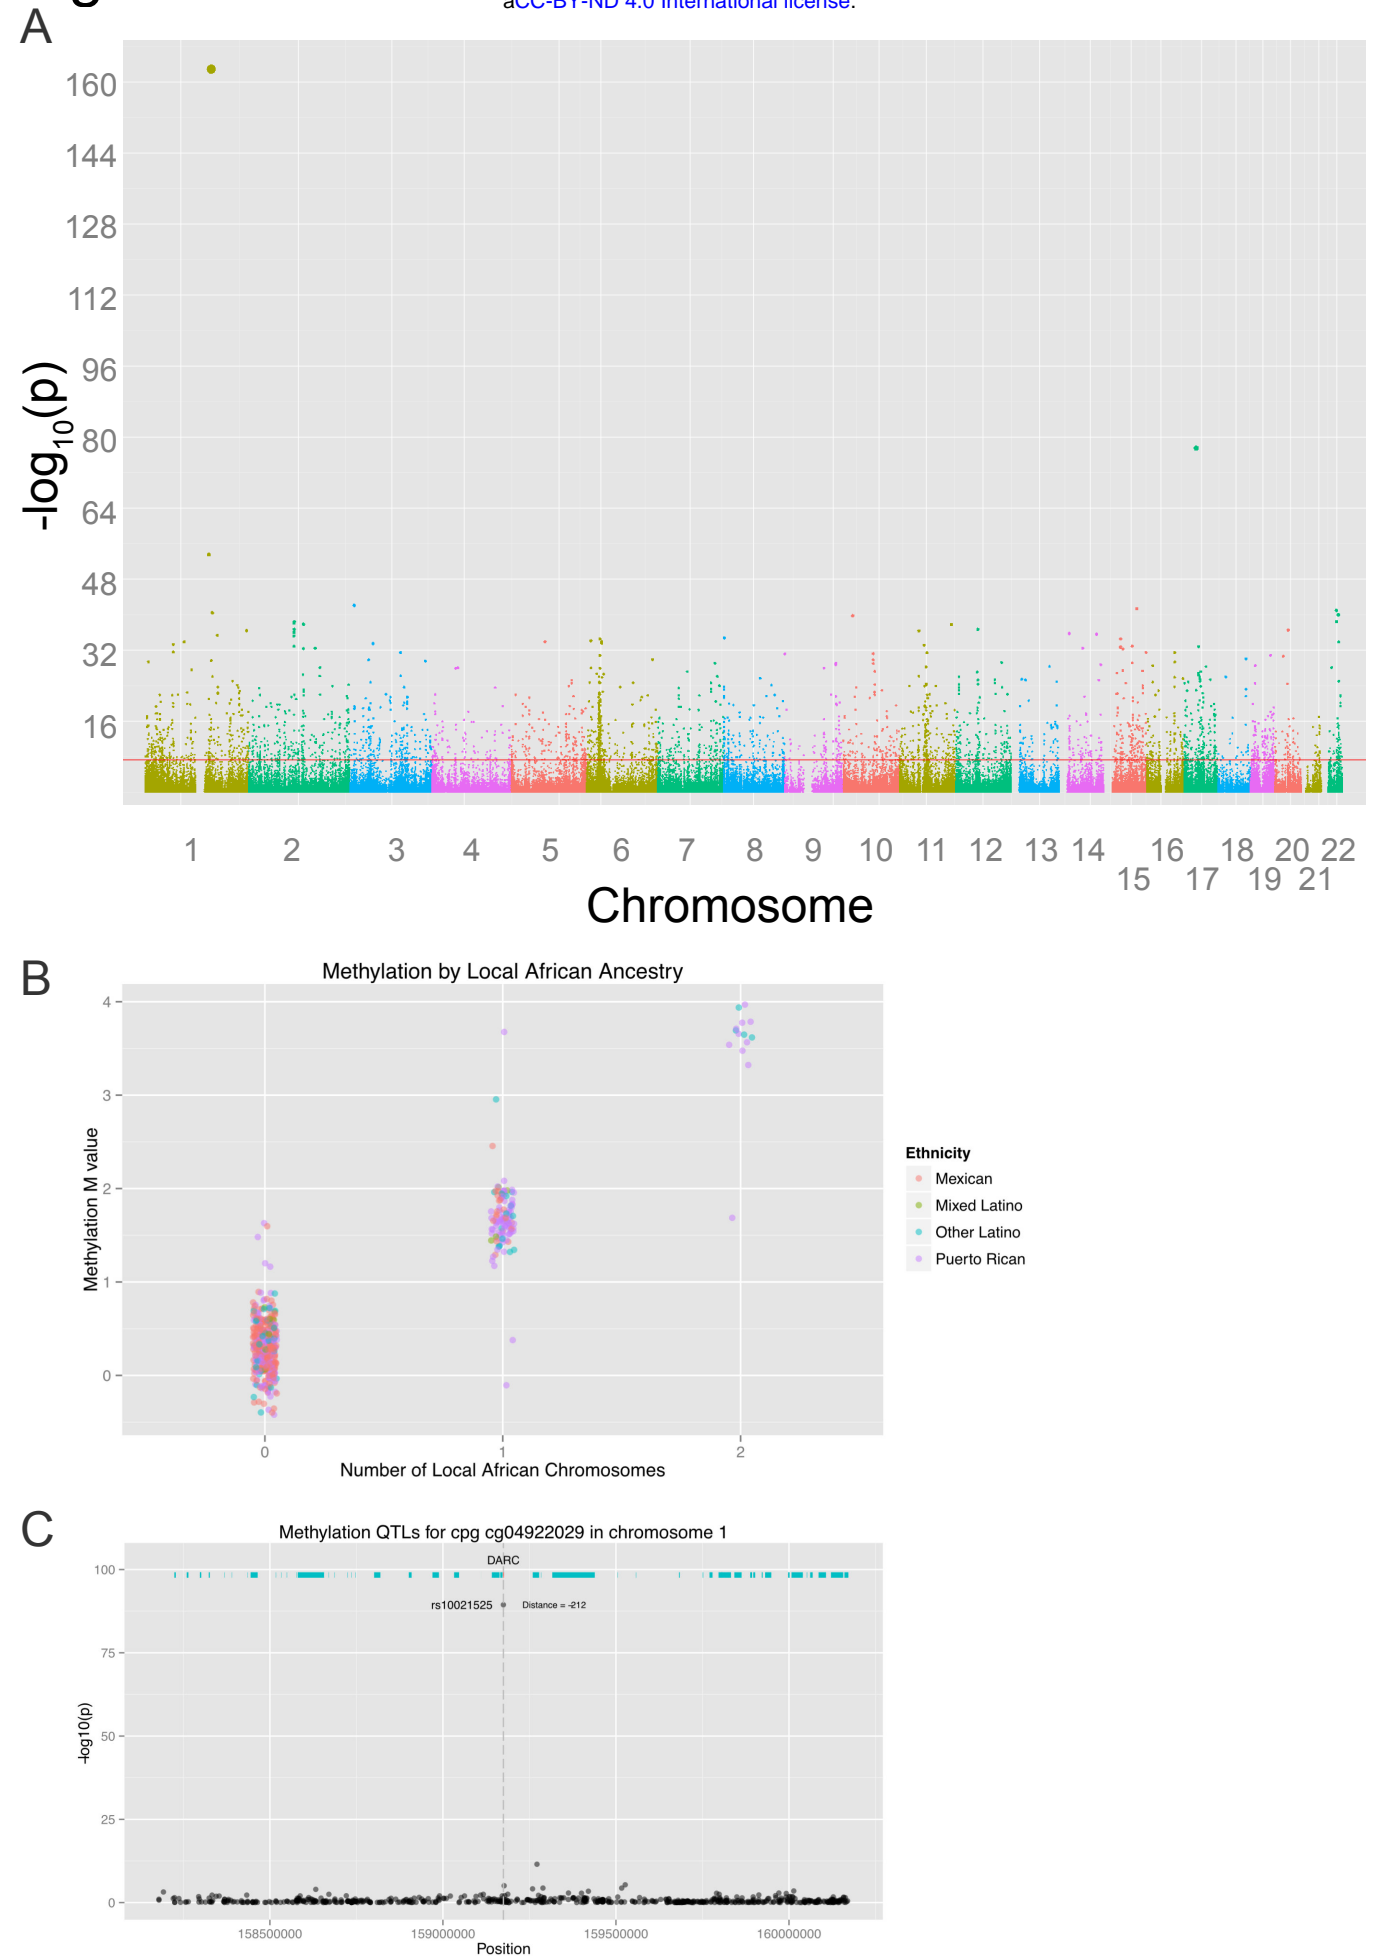 aCC-BY-ND 4.0 International license.
A
160
144
128
112
96
80
64
48
32
16
-log10(p)
1 2 3 4 5 6 7 8 9 10 11 12 13 14 16 18 20 22
15 17 19 21
Chromosome
B
Methylation by Local African Ancestry
4
3
2
1
0
Methylation M value
0 1 2
Number of Local African Chromosomes
Ethnicity
Mexican
Mixed Latino
Other Latino
Puerto Rican
C
Methylation QTLs for cpg cg04922029 in chromosome 1
DARC
rs10021525 Distance = -212
100
75
50
25
0
-log10(p)
158500000 159000000 159500000 160000000
Position